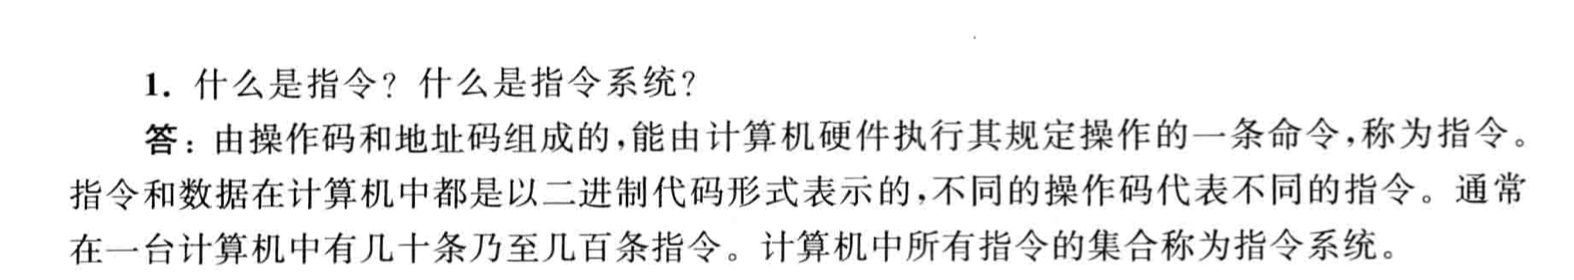 1. 什么是指令? 什么是指令系统?
答: 由操作码和地址码组成的,能由计算机硬件执行其规定操作的一条命令,称为指令。
指令和数据在计算机中都是以二进制代码形式表示的,不同的操作码代表不同的指令。通常
在一台计算机中有几十条乃至几百条指令。计算机中所有指令的集合称为指令系统。